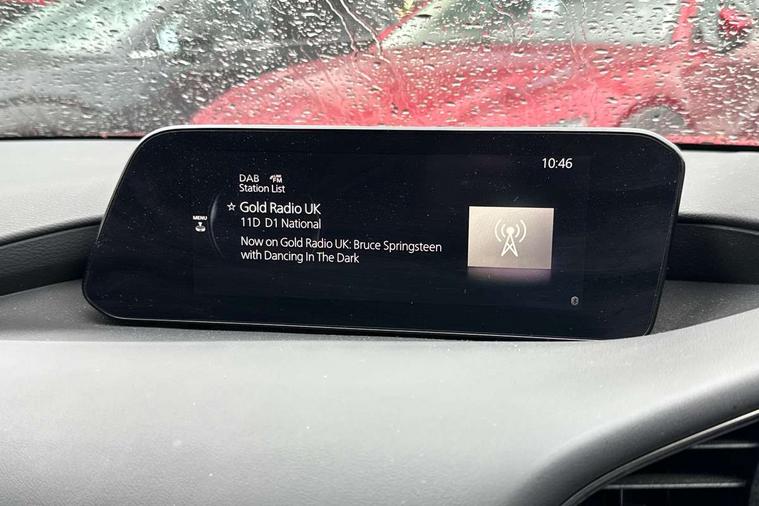 10:46
DAB FM
Station List
MENU
☆ Gold Radio UK
11D D1 National
Now on Gold Radio UK: Bruce Springsteen
with Dancing In The Dark